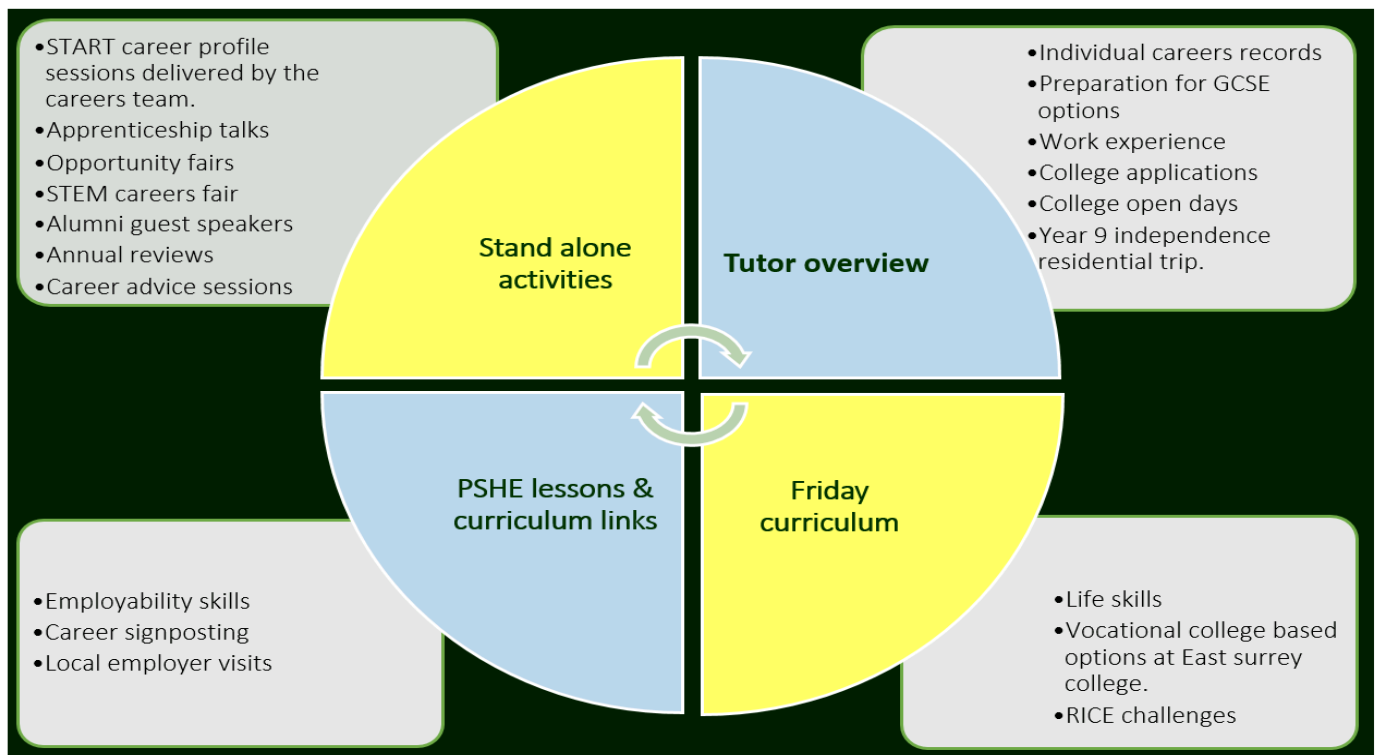 •START career profile
sessions delivered by the
careers team.
•Apprenticeship talks
•Opportunity fairs
•STEM careers fair
•Alumni guest speakers
•Annual reviews
•Career advice sessions
Stand alone
activities
•Individual careers records
•Preparation for GCSE
options
•Work experience
•College applications
•College open days
•Year 9 independence
residential trip.
Tutor overview
PSHE lessons &
curriculum links
•Employability skills
•Career signposting
•Local employer visits
Friday
curriculum
•Life skills
•Vocational college based
options at East surrey
college.
•RICE challenges